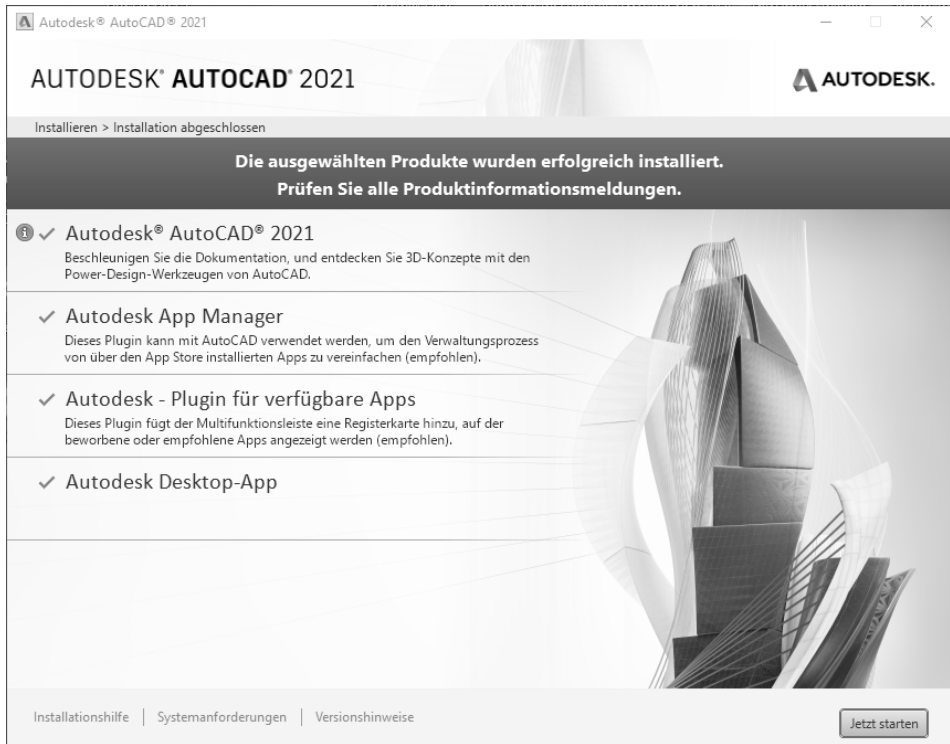 Autodesk® AutoCAD® 2021
AUTODESK® AUTOCAD® 2021
AUTODESK.
Installieren > Installation abgeschlossen
Die ausgewählten Produkte wurden erfolgreich installiert.
Prüfen Sie alle Produktinformationsmeldungen.
Autodesk® AutoCAD® 2021
Beschleunigen Sie die Dokumentation, und entdecken Sie 3D-Konzepte mit den
Power-Design-Werkzeugen von AutoCAD.
Autodesk App Manager
Dieses Plugin kann mit AutoCAD verwendet werden, um den Verwaltungsprozess
von über den App Store installierten Apps zu vereinfachen (empfohlen).
Autodesk - Plugin für verfügbare Apps
Dieses Plugin fügt der Multifunktionsleiste eine Registerkarte hinzu, auf der
beworbene oder empfohlene Apps angezeigt werden (empfohlen).
Autodesk Desktop-App
Installationshilfe | Systemanforderungen | Versionshinweise
Jetzt starten